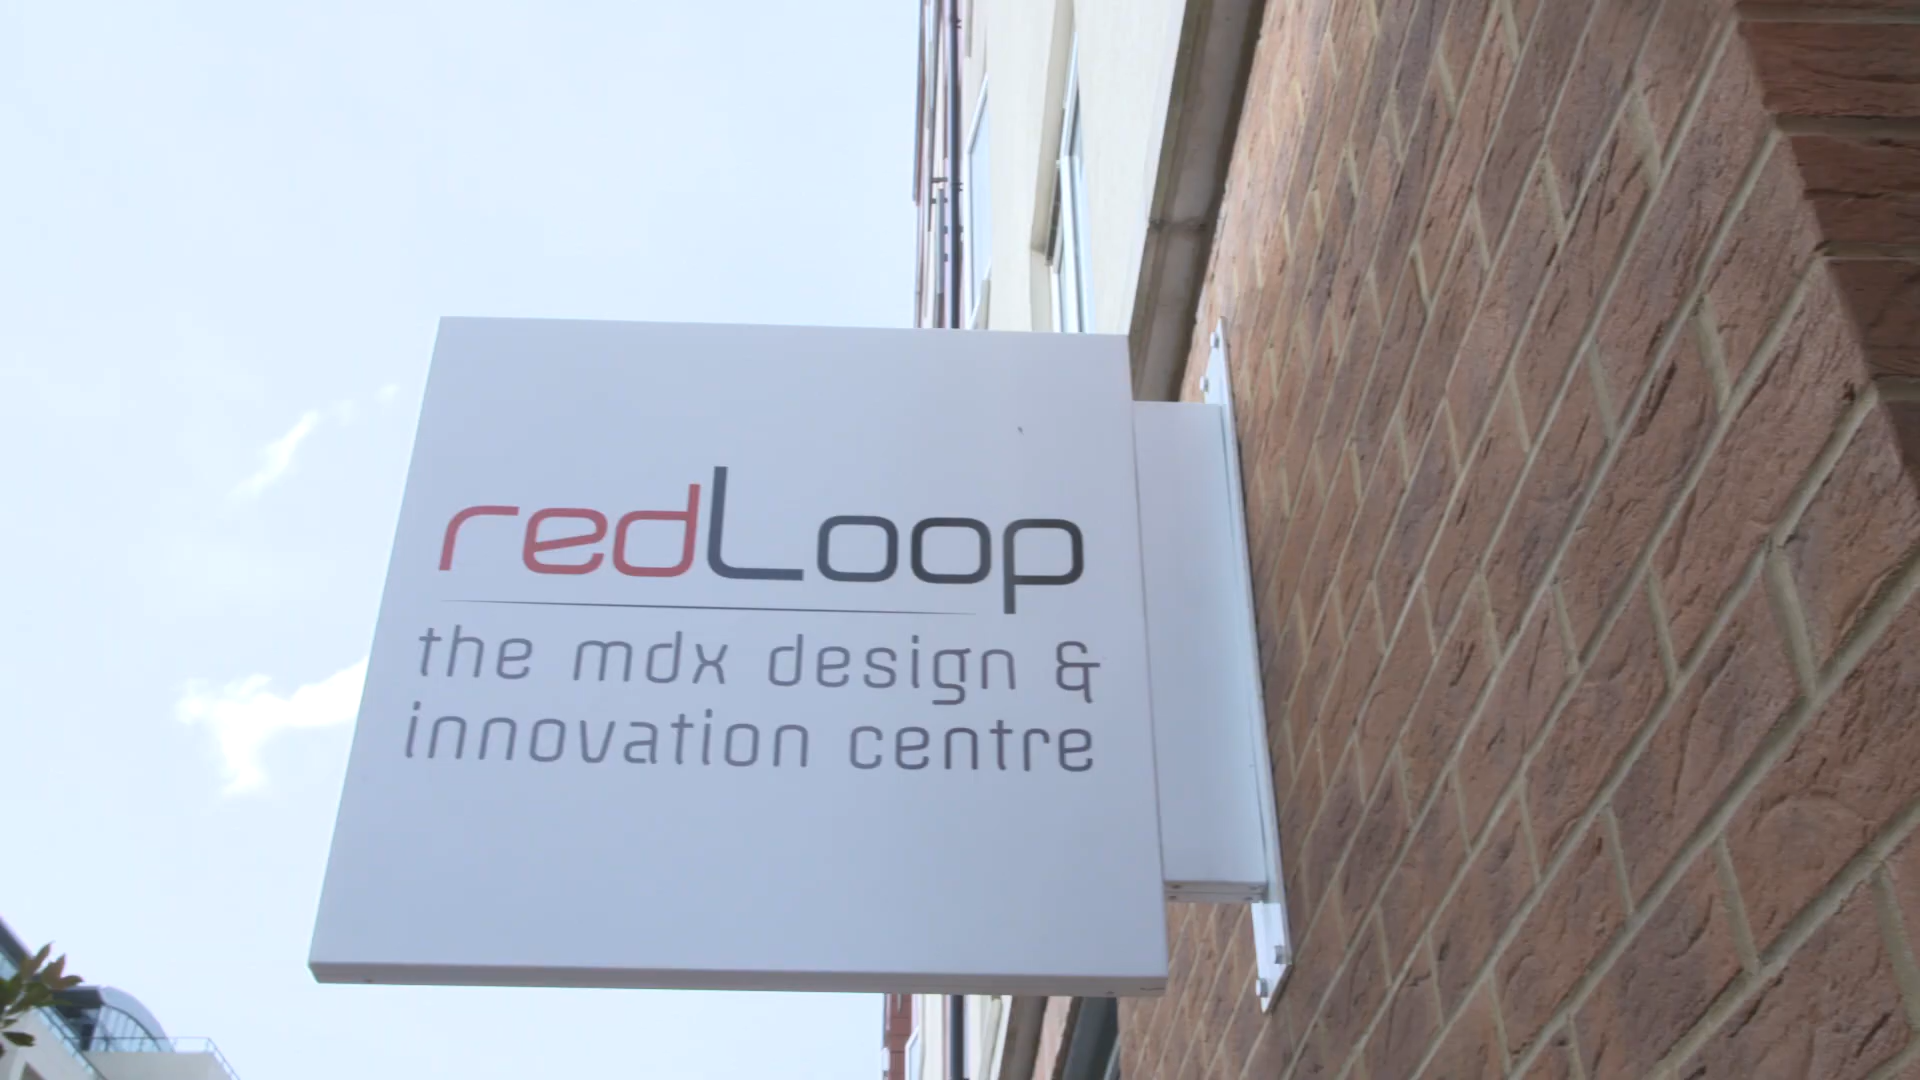 redLoop
the mdx design &
innovation centre